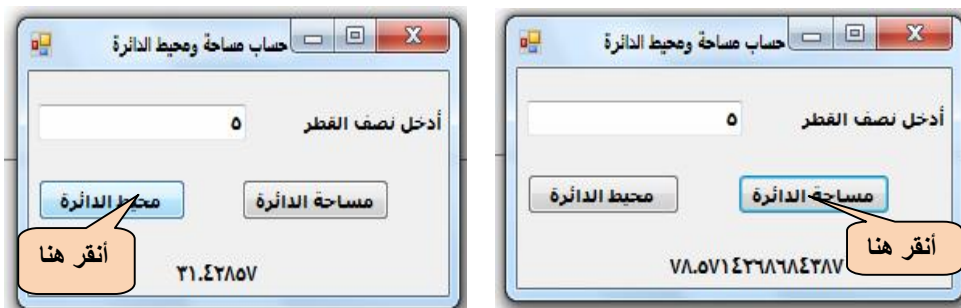 حساب مساحة ومحيط الدائرة
أدخل نصف القطر
٥
مساحة الدائرة
محيط الدائرة
أنقر هنا
٧٨.٥٧١٤٢٦٨٦٨٤٣٨٧
حساب مساحة ومحيط الدائرة
أدخل نصف القطر
٥
مساحة الدائرة
محيط الدائرة
أنقر هنا
٣١.٤٢٨٥٧